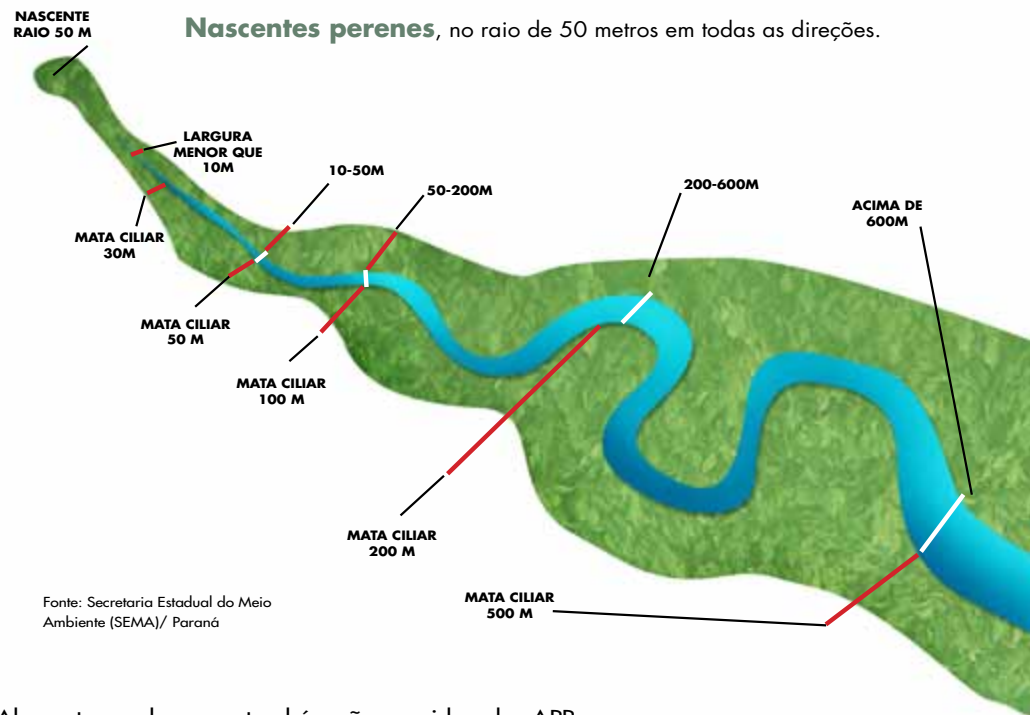 NASCENTE
RAIO 50 M
Nascentes perenes, no raio de 50 metros em todas as direções.
LARGURA
MENOR QUE
10M
10-50M
50-200M
200-600M
ACIMA DE
600M
MATA CILIAR
30M
MATA CILIAR
50 M
MATA CILIAR
100 M
MATA CILIAR
200 M
MATA CILIAR
500 M
Fonte: Secretaria Estadual do Meio
Ambiente (SEMA)/ Paraná